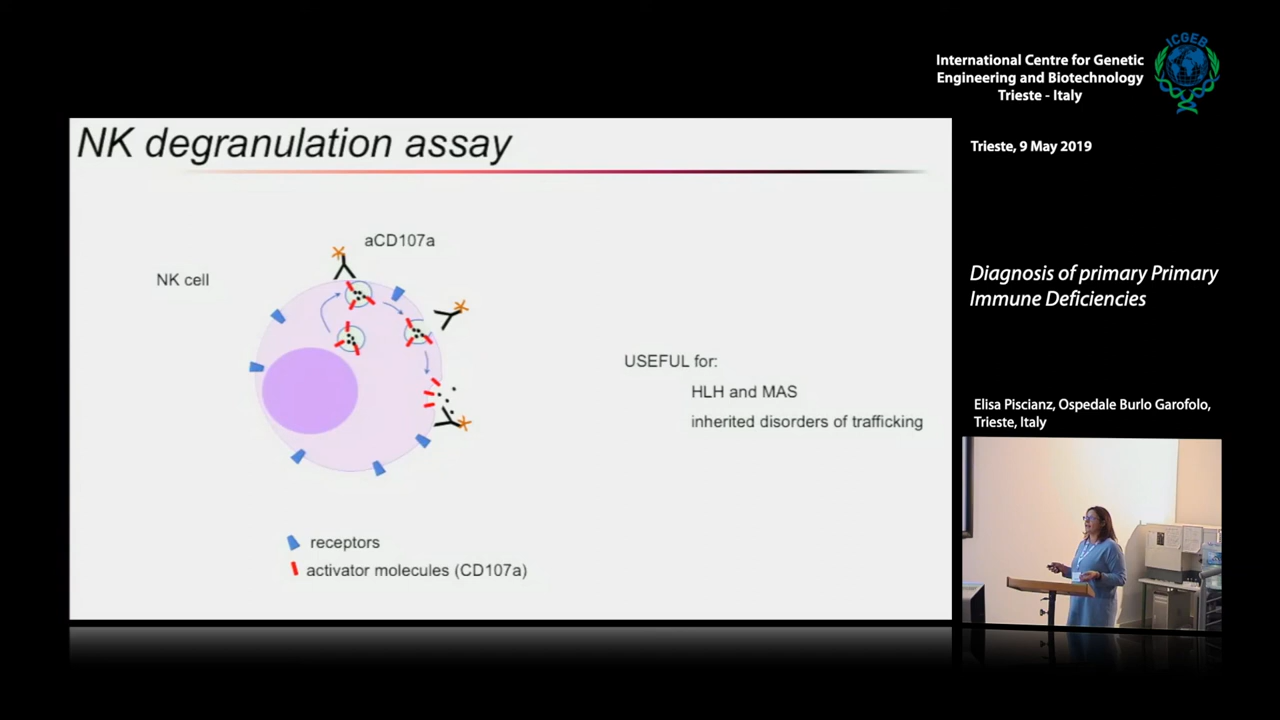 ICGEB
International Centre for Genetic
Engineering and Biotechnology
Trieste - Italy
NK degranulation assay
Trieste, 9 May 2019
aCD107a
NK cell
Diagnosis of primary Primary
Immune Deficiencies
USEFUL for:
HLH and MAS
inherited disorders of trafficking
Elisa Piscianz, Ospedale Burlo Garofolo,
Trieste, Italy
receptors
activator molecules (CD107a)